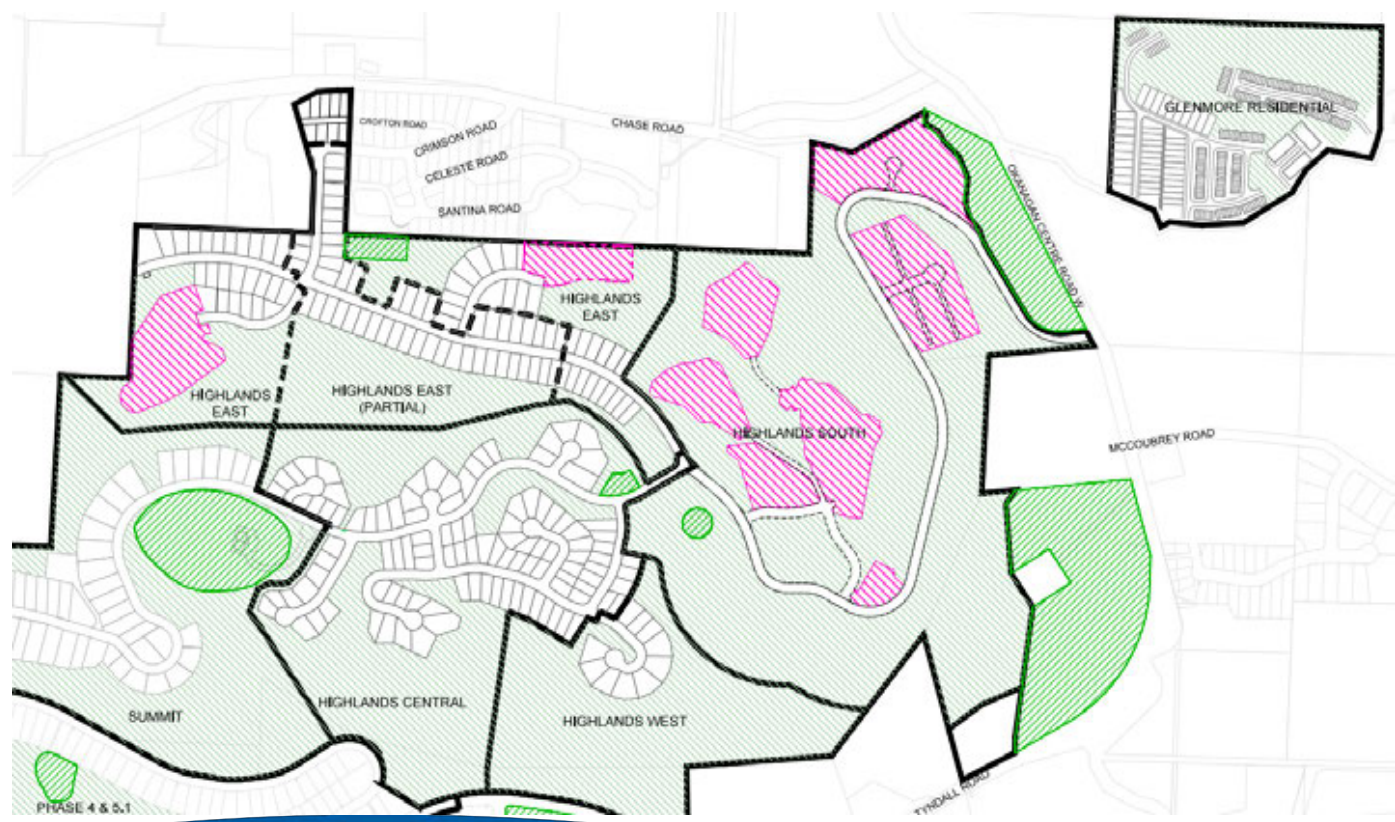 GLENMORE RESIDENTIAL
CROFTON ROAD
CHASE ROAD
CRIMSON ROAD
CELESTE ROAD
SANTINA ROAD
OKANAGAN CENTRE ROAD W
HIGHLANDS
EAST
HIGHLANDS
EAST
HIGHLANDS EAST
(PARTIAL)
HIGHLANDS SOUTH
MCCOUBREY ROAD
SUMMIT
HIGHLANDS CENTRAL
HIGHLANDS WEST
TYNDALL ROAD
PHASE 4 & 5.1